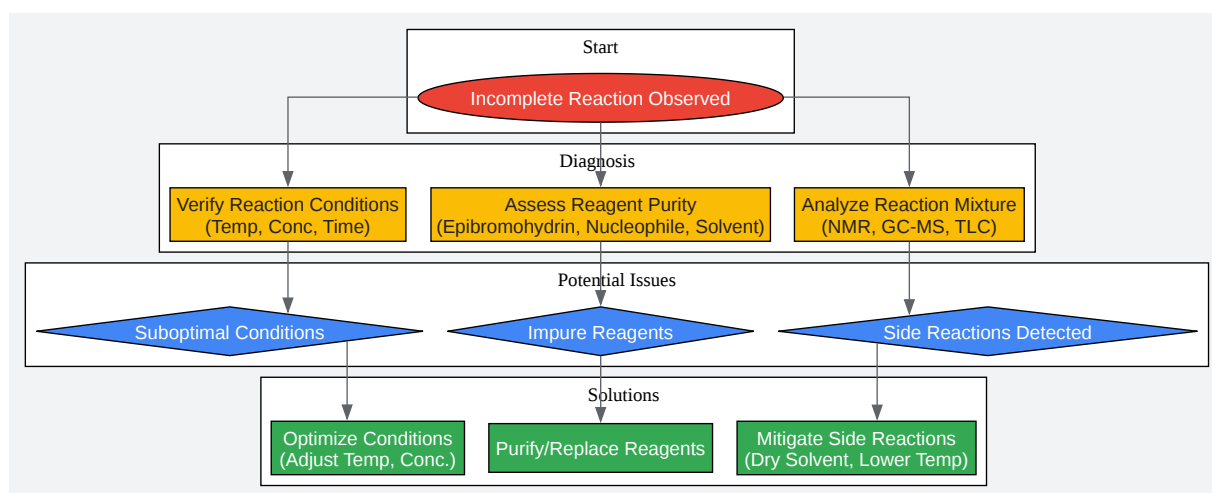 Start
Incomplete Reaction Observed
Diagnosis
Verify Reaction Conditions
(Temp, Conc, Time)
Assess Reagent Purity
(Epibromohydrin, Nucleophile, Solvent)
Analyze Reaction Mixture
(NMR, GC-MS, TLC)
Potential Issues
Suboptimal Conditions
Impure Reagents
Side Reactions Detected
Solutions
Optimize Conditions
(Adjust Temp, Conc.)
Purify/Replace Reagents
Mitigate Side Reactions
(Dry Solvent, Lower Temp)